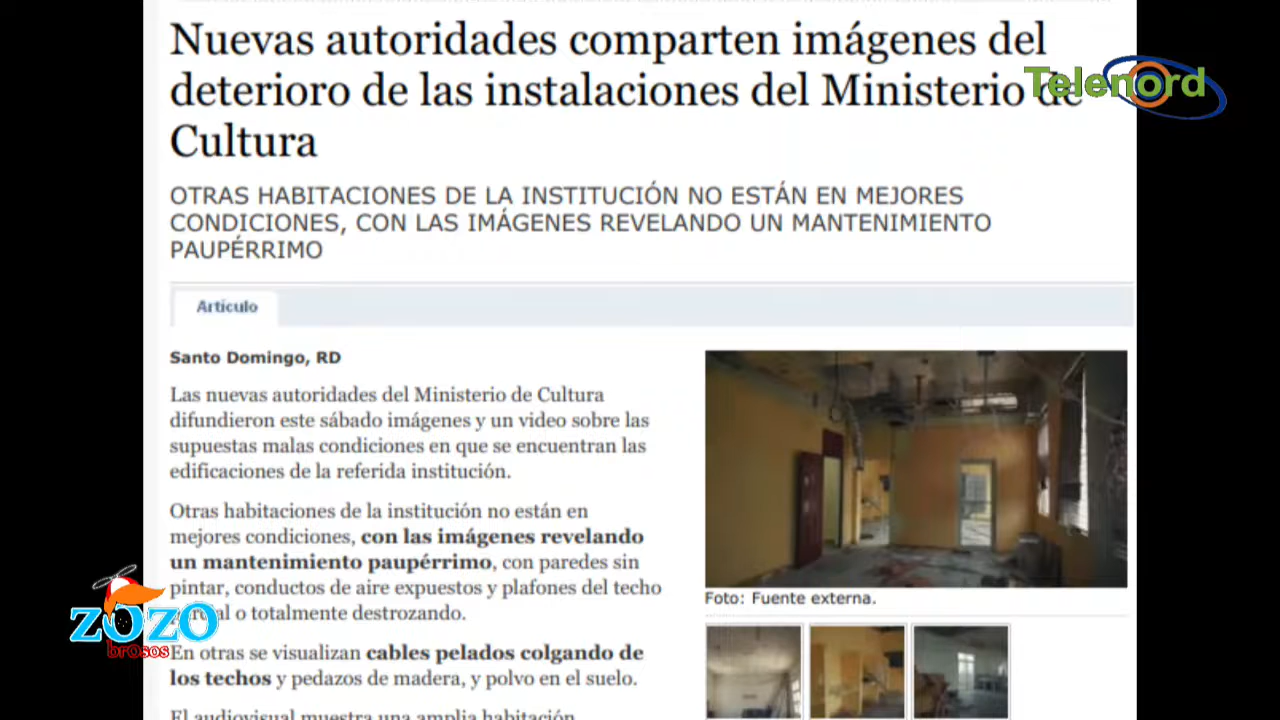 Nuevas autoridades comparten imágenes del
deterioro de las instalaciones del Ministerio de
Cultura
Telenord
OTRAS HABITACIONES DE LA INSTITUCIÓN NO ESTÁN EN MEJORES
CONDICIONES, CON LAS IMÁGENES REVELANDO UN MANTENIMIENTO
PAUPÉRRIMO
Artículo
Santo Domingo, RD
Las nuevas autoridades del Ministerio de Cultura
difundieron este sábado imágenes y un video sobre las
supuestas malas condiciones en que se encuentran las
edificaciones de la referida institución.
Otras habitaciones de la institución no están en
mejores condiciones, con las imágenes revelando
un mantenimiento paupérrimo, con paredes sin
pintar, conductos de aire expuestos y plafones del techo
o totalmente destrozando.
En otras se visualizan cables pelados colgando de
los techos y pedazos de madera, y polvo en el suelo.
El audiovisual muestra una amplia habitación
Foto: Fuente externa.
ZOZO
brosos